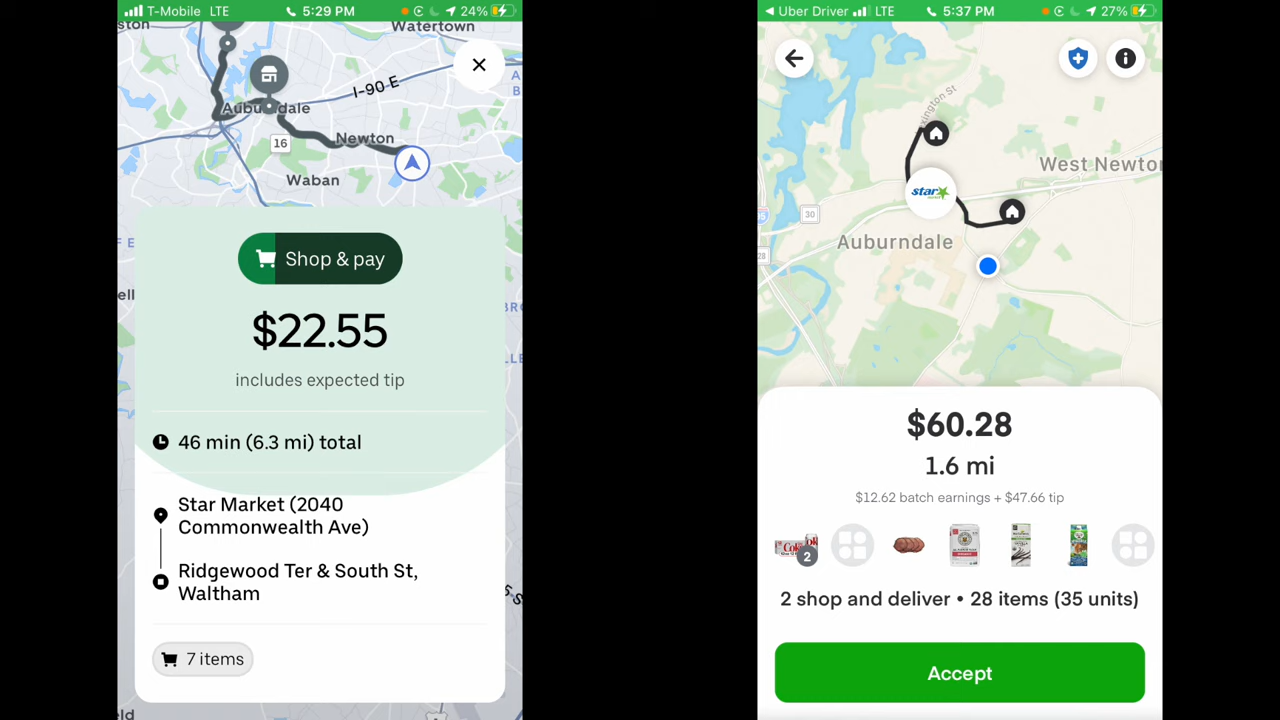 T-Mobile LTE
5:29 PM
24%
Watertown
I-90 E
Auburndale
16
Newton
Waban
Shop & pay
$22.55
includes expected tip
46 min (6.3 mi) total
Star Market (2040
Commonwealth Ave)
Ridgewood Ter & South St,
Waltham
7 items
Uber Driver LTE
5:37 PM
27%
West Newton
30
Auburndale
28
star
market
$60.28
1.6 mi
$12.62 batch earnings + $47.66 tip
2
2 shop and deliver • 28 items (35 units)
Accept